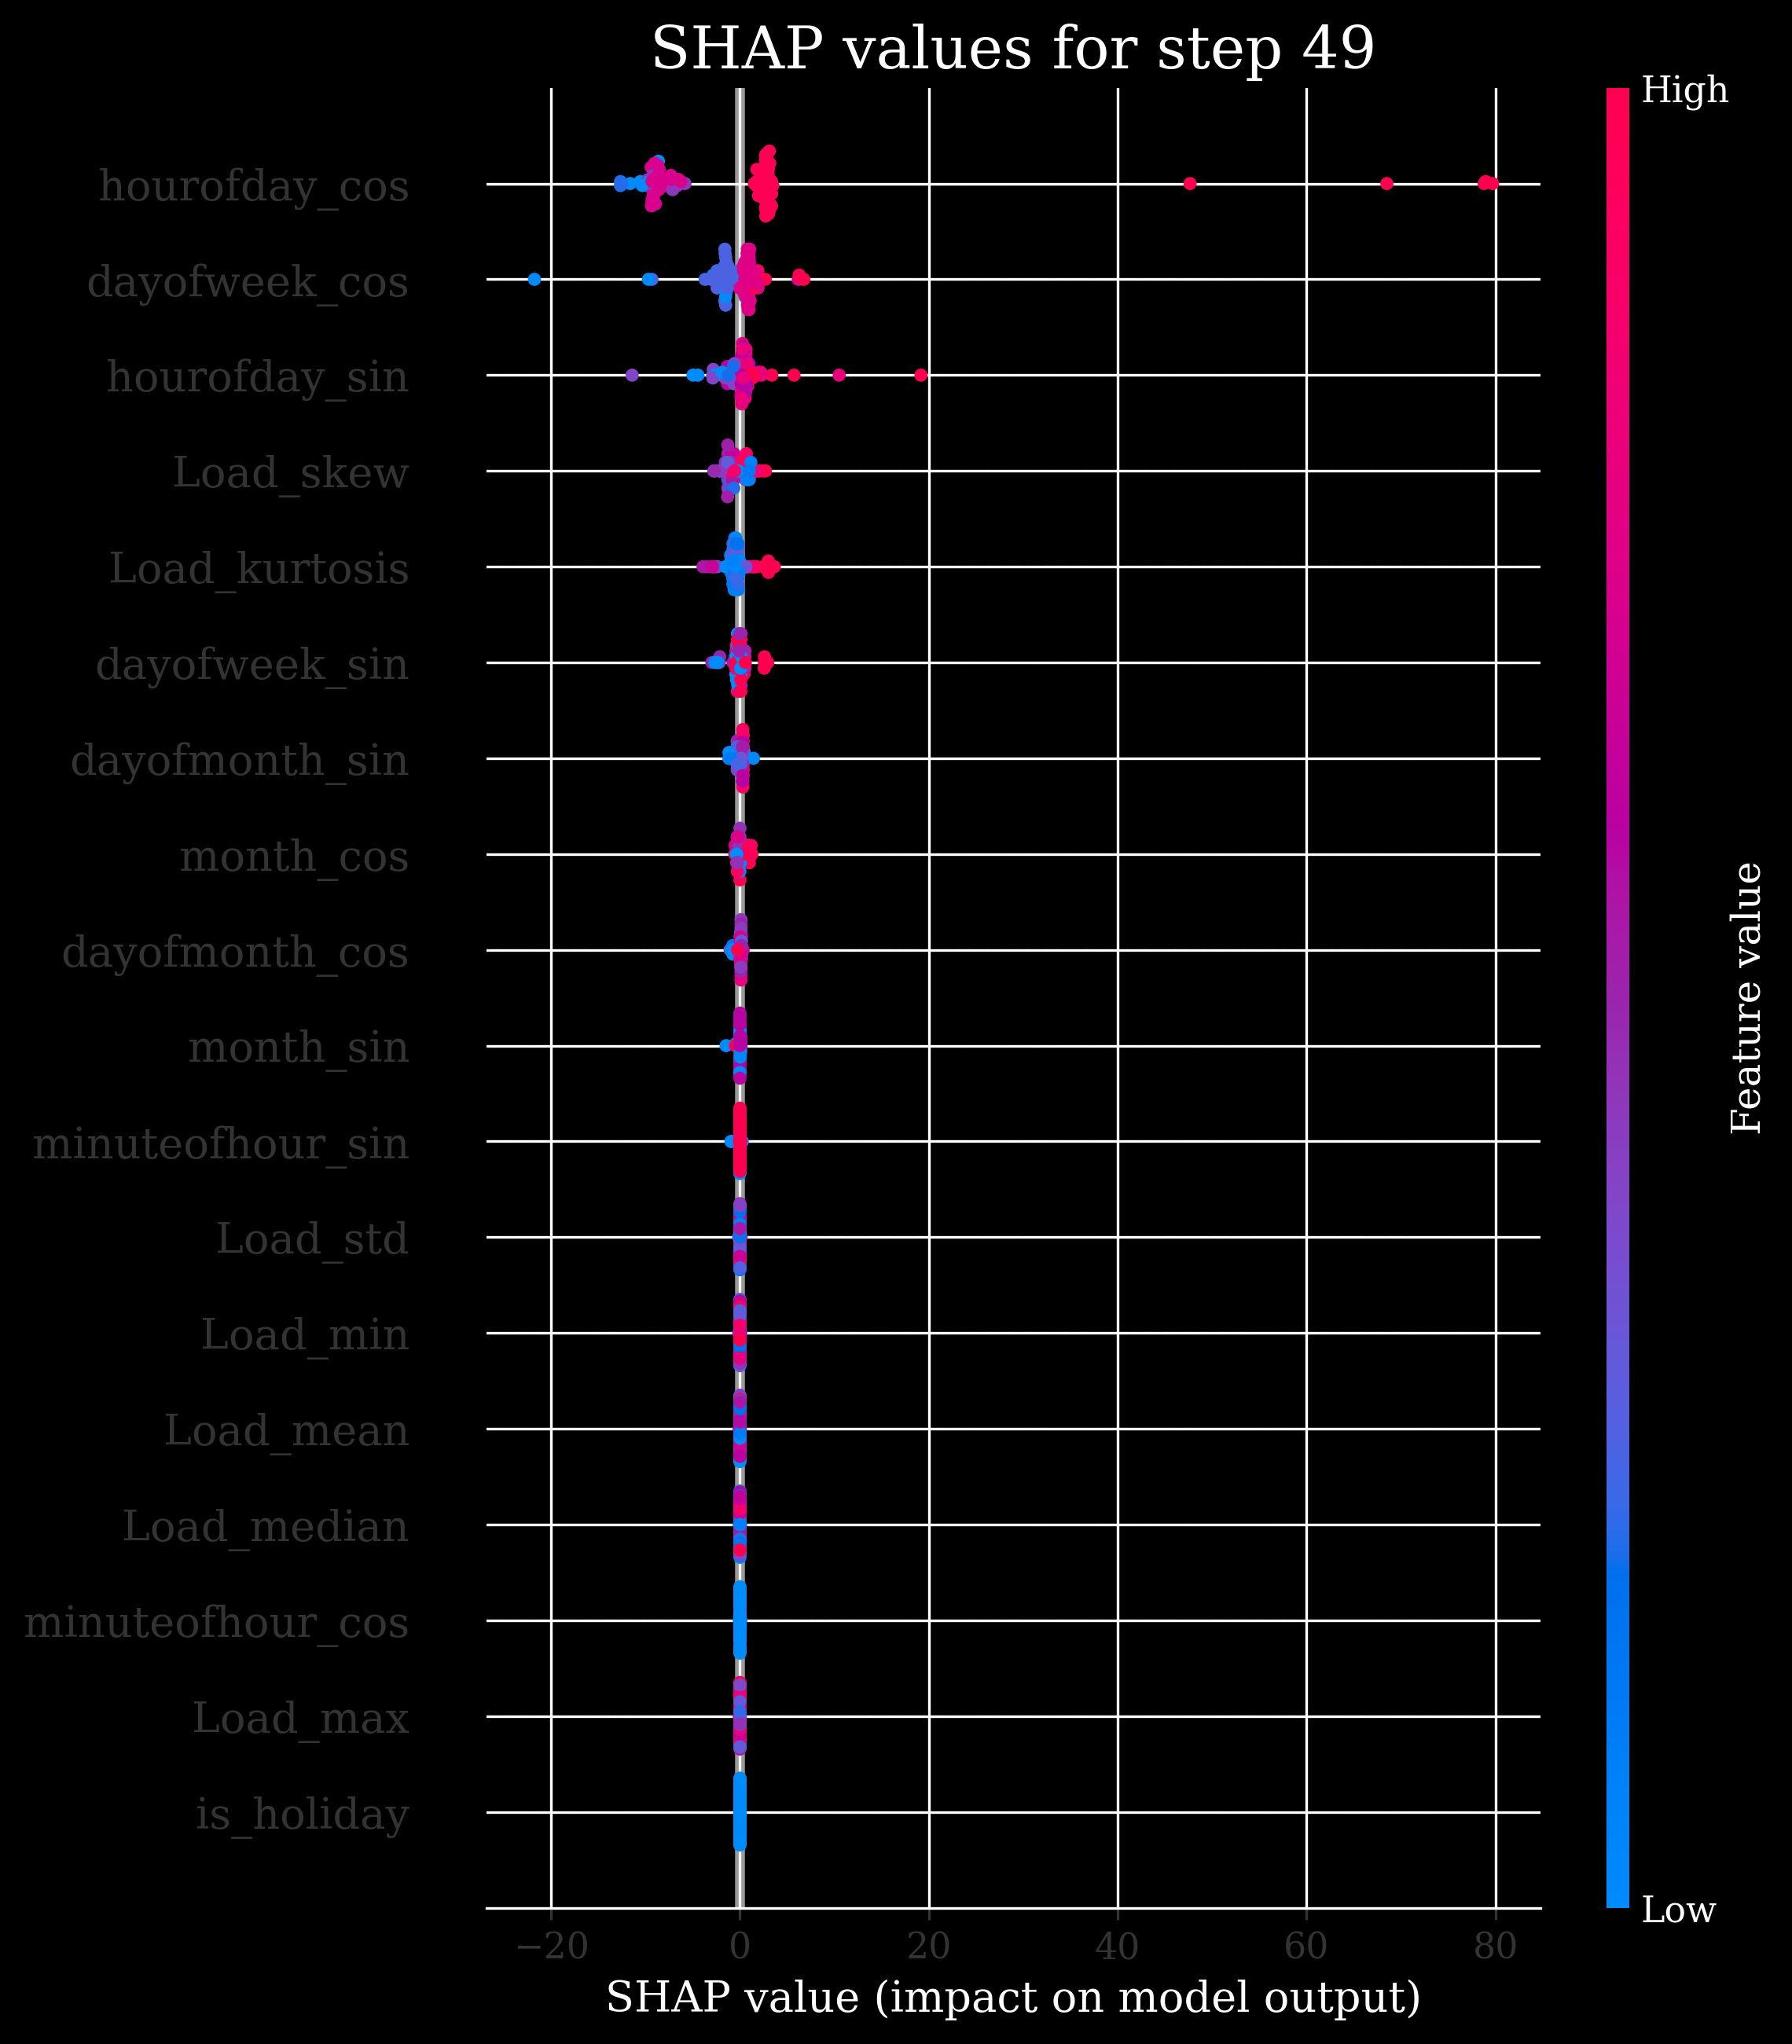 SHAP values for step 49
High
hourofday_cos
dayofweek_cos
hourofday_sin
Load_skew
Load_kurtosis
dayofweek_sin
dayofmonth_sin
month_cos
dayofmonth_cos
month_sin
minuteofhour_sin
Load_std
Load_min
Load_mean
Load_median
minuteofhour_cos
Load_max
is_holiday
Feature value
Low
−20 0 20 40 60 80
SHAP value (impact on model output)